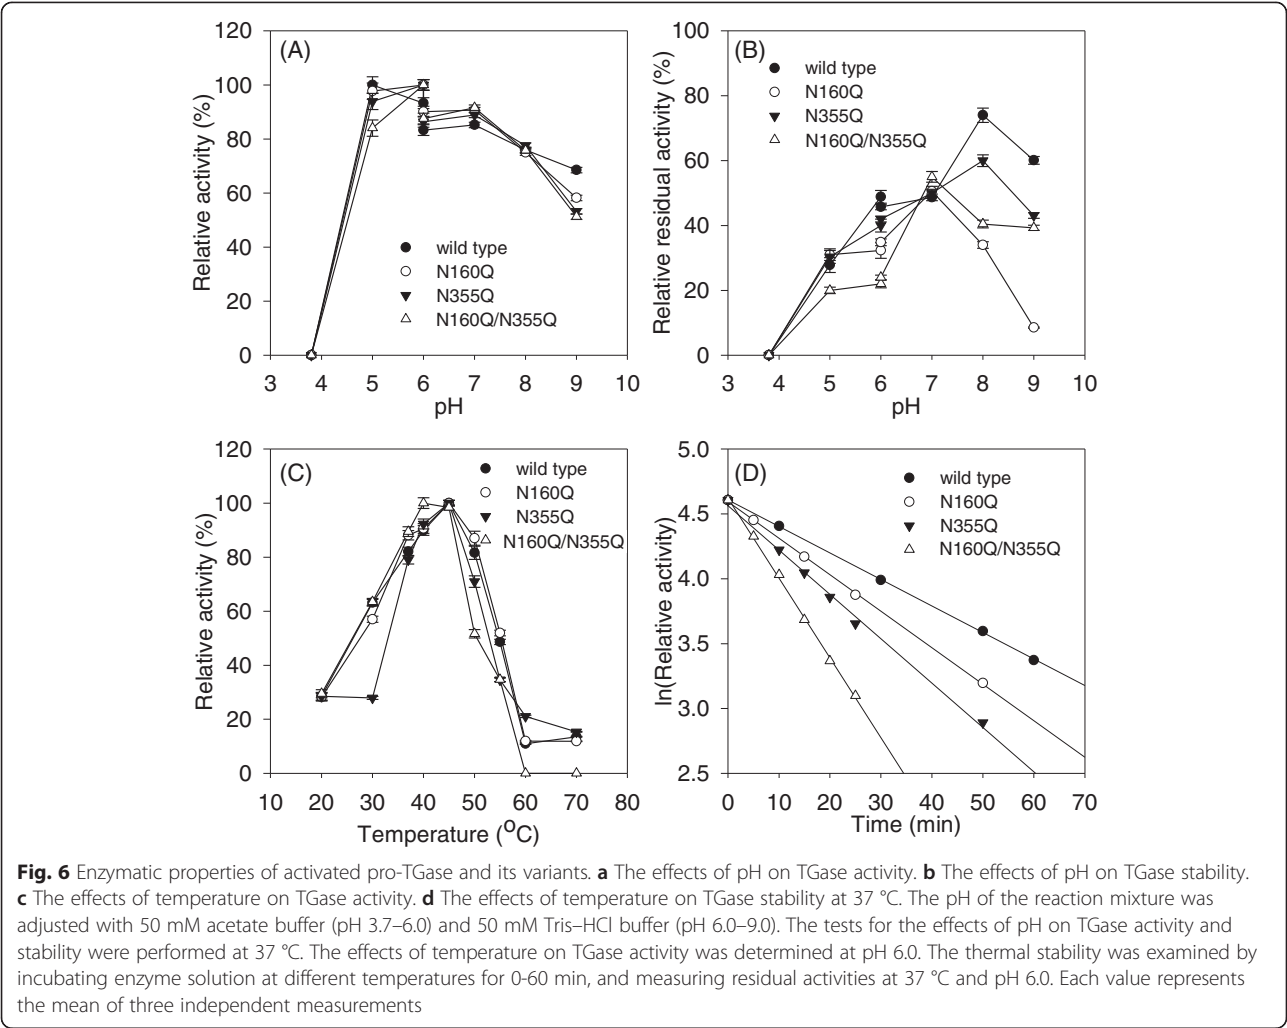 (A)
120
100
80
60
40
20
0
Relative activity (%)
wild type
N160Q
N355Q
N160Q/N355Q
3 4 5 6 7 8 9 10
pH
(B)
100
80
60
40
20
0
Relative residual activity (%)
wild type
N160Q
N355Q
N160Q/N355Q
3 4 5 6 7 8 9 10
pH
(C)
120
100
80
60
40
20
0
Relative activity (%)
wild type
N160Q
N355Q
N160Q/N355Q
10 20 30 40 50 60 70 80
Temperature (°C)
(D)
5.0
4.5
4.0
3.5
3.0
2.5
ln(Relative activity)
wild type
N160Q
N355Q
N160Q/N355Q
0 10 20 30 40 50 60 70
Time (min)
Fig. 6 Enzymatic properties of activated pro-TGase and its variants. a The effects of pH on TGase activity. b The effects of pH on TGase stability.
c The effects of temperature on TGase activity. d The effects of temperature on TGase stability at 37 °C. The pH of the reaction mixture was
adjusted with 50 mM acetate buffer (pH 3.7–6.0) and 50 mM Tris–HCl buffer (pH 6.0–9.0). The tests for the effects of pH on TGase activity and
stability were performed at 37 °C. The effects of temperature on TGase activity was determined at pH 6.0. The thermal stability was examined by
incubating enzyme solution at different temperatures for 0-60 min, and measuring residual activities at 37 °C and pH 6.0. Each value represents
the mean of three independent measurements